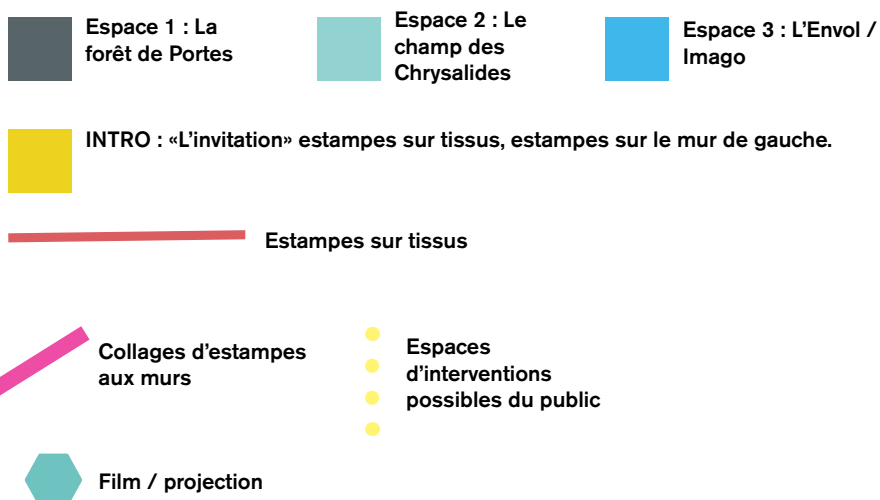 Espace 1 : La
forêt de Portes
Espace 2 : Le
champ des
Chrysalides
Espace 3 : L'Envol /
Imago
INTRO : «L'invitation» estampes sur tissus, estampes sur le mur de gauche.
Estampes sur tissus
Collages d'estampes
aux murs
Espaces
d'interventions
possibles du public
Film / projection